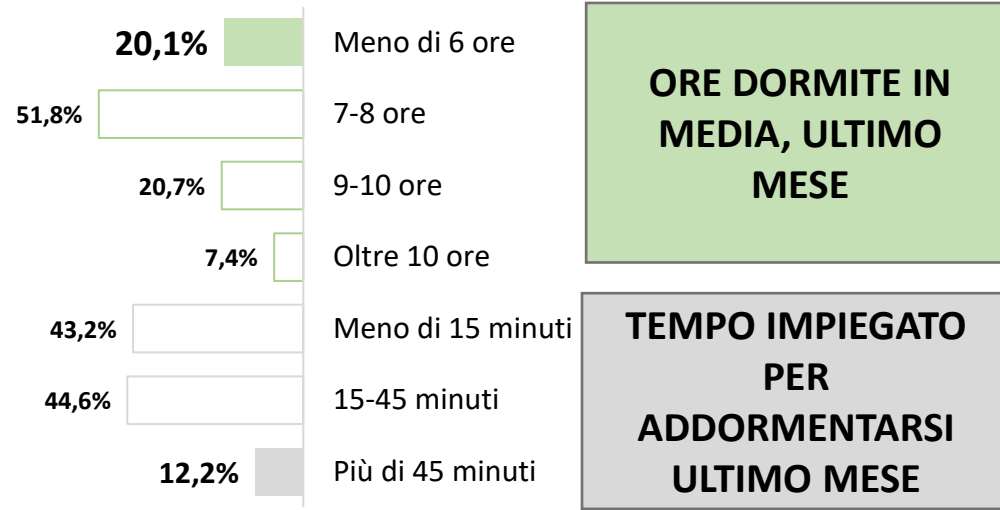 20,1% Meno di 6 ore
51,8% 7-8 ore
20,7% 9-10 ore
7,4% Oltre 10 ore
ORE DORMITE IN
MEDIA, ULTIMO
MESE
43,2% Meno di 15 minuti
44,6% 15-45 minuti
12,2% Più di 45 minuti
TEMPO IMPIEGATO
PER
ADDORMENTARSI
ULTIMO MESE